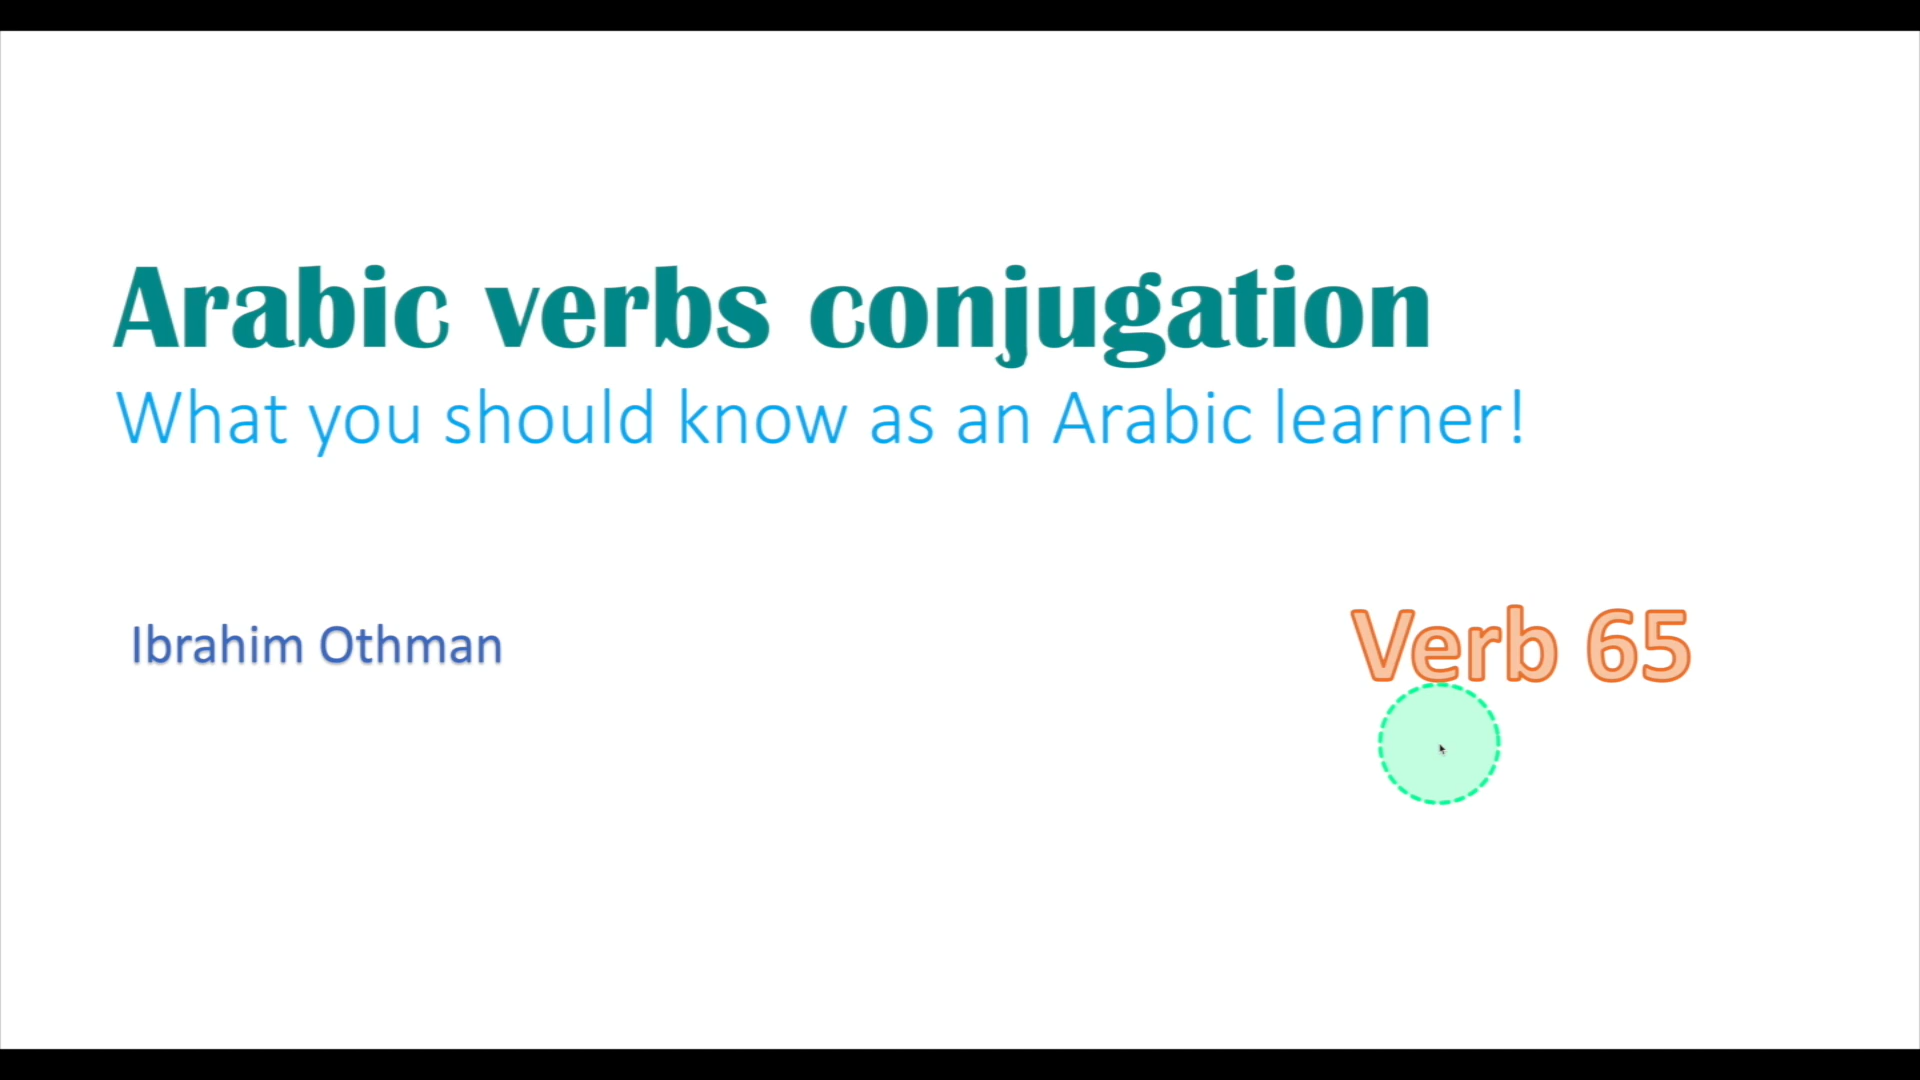 Arabic verbs conjugation
What you should know as an Arabic learner!
Ibrahim Othman
Verb 65